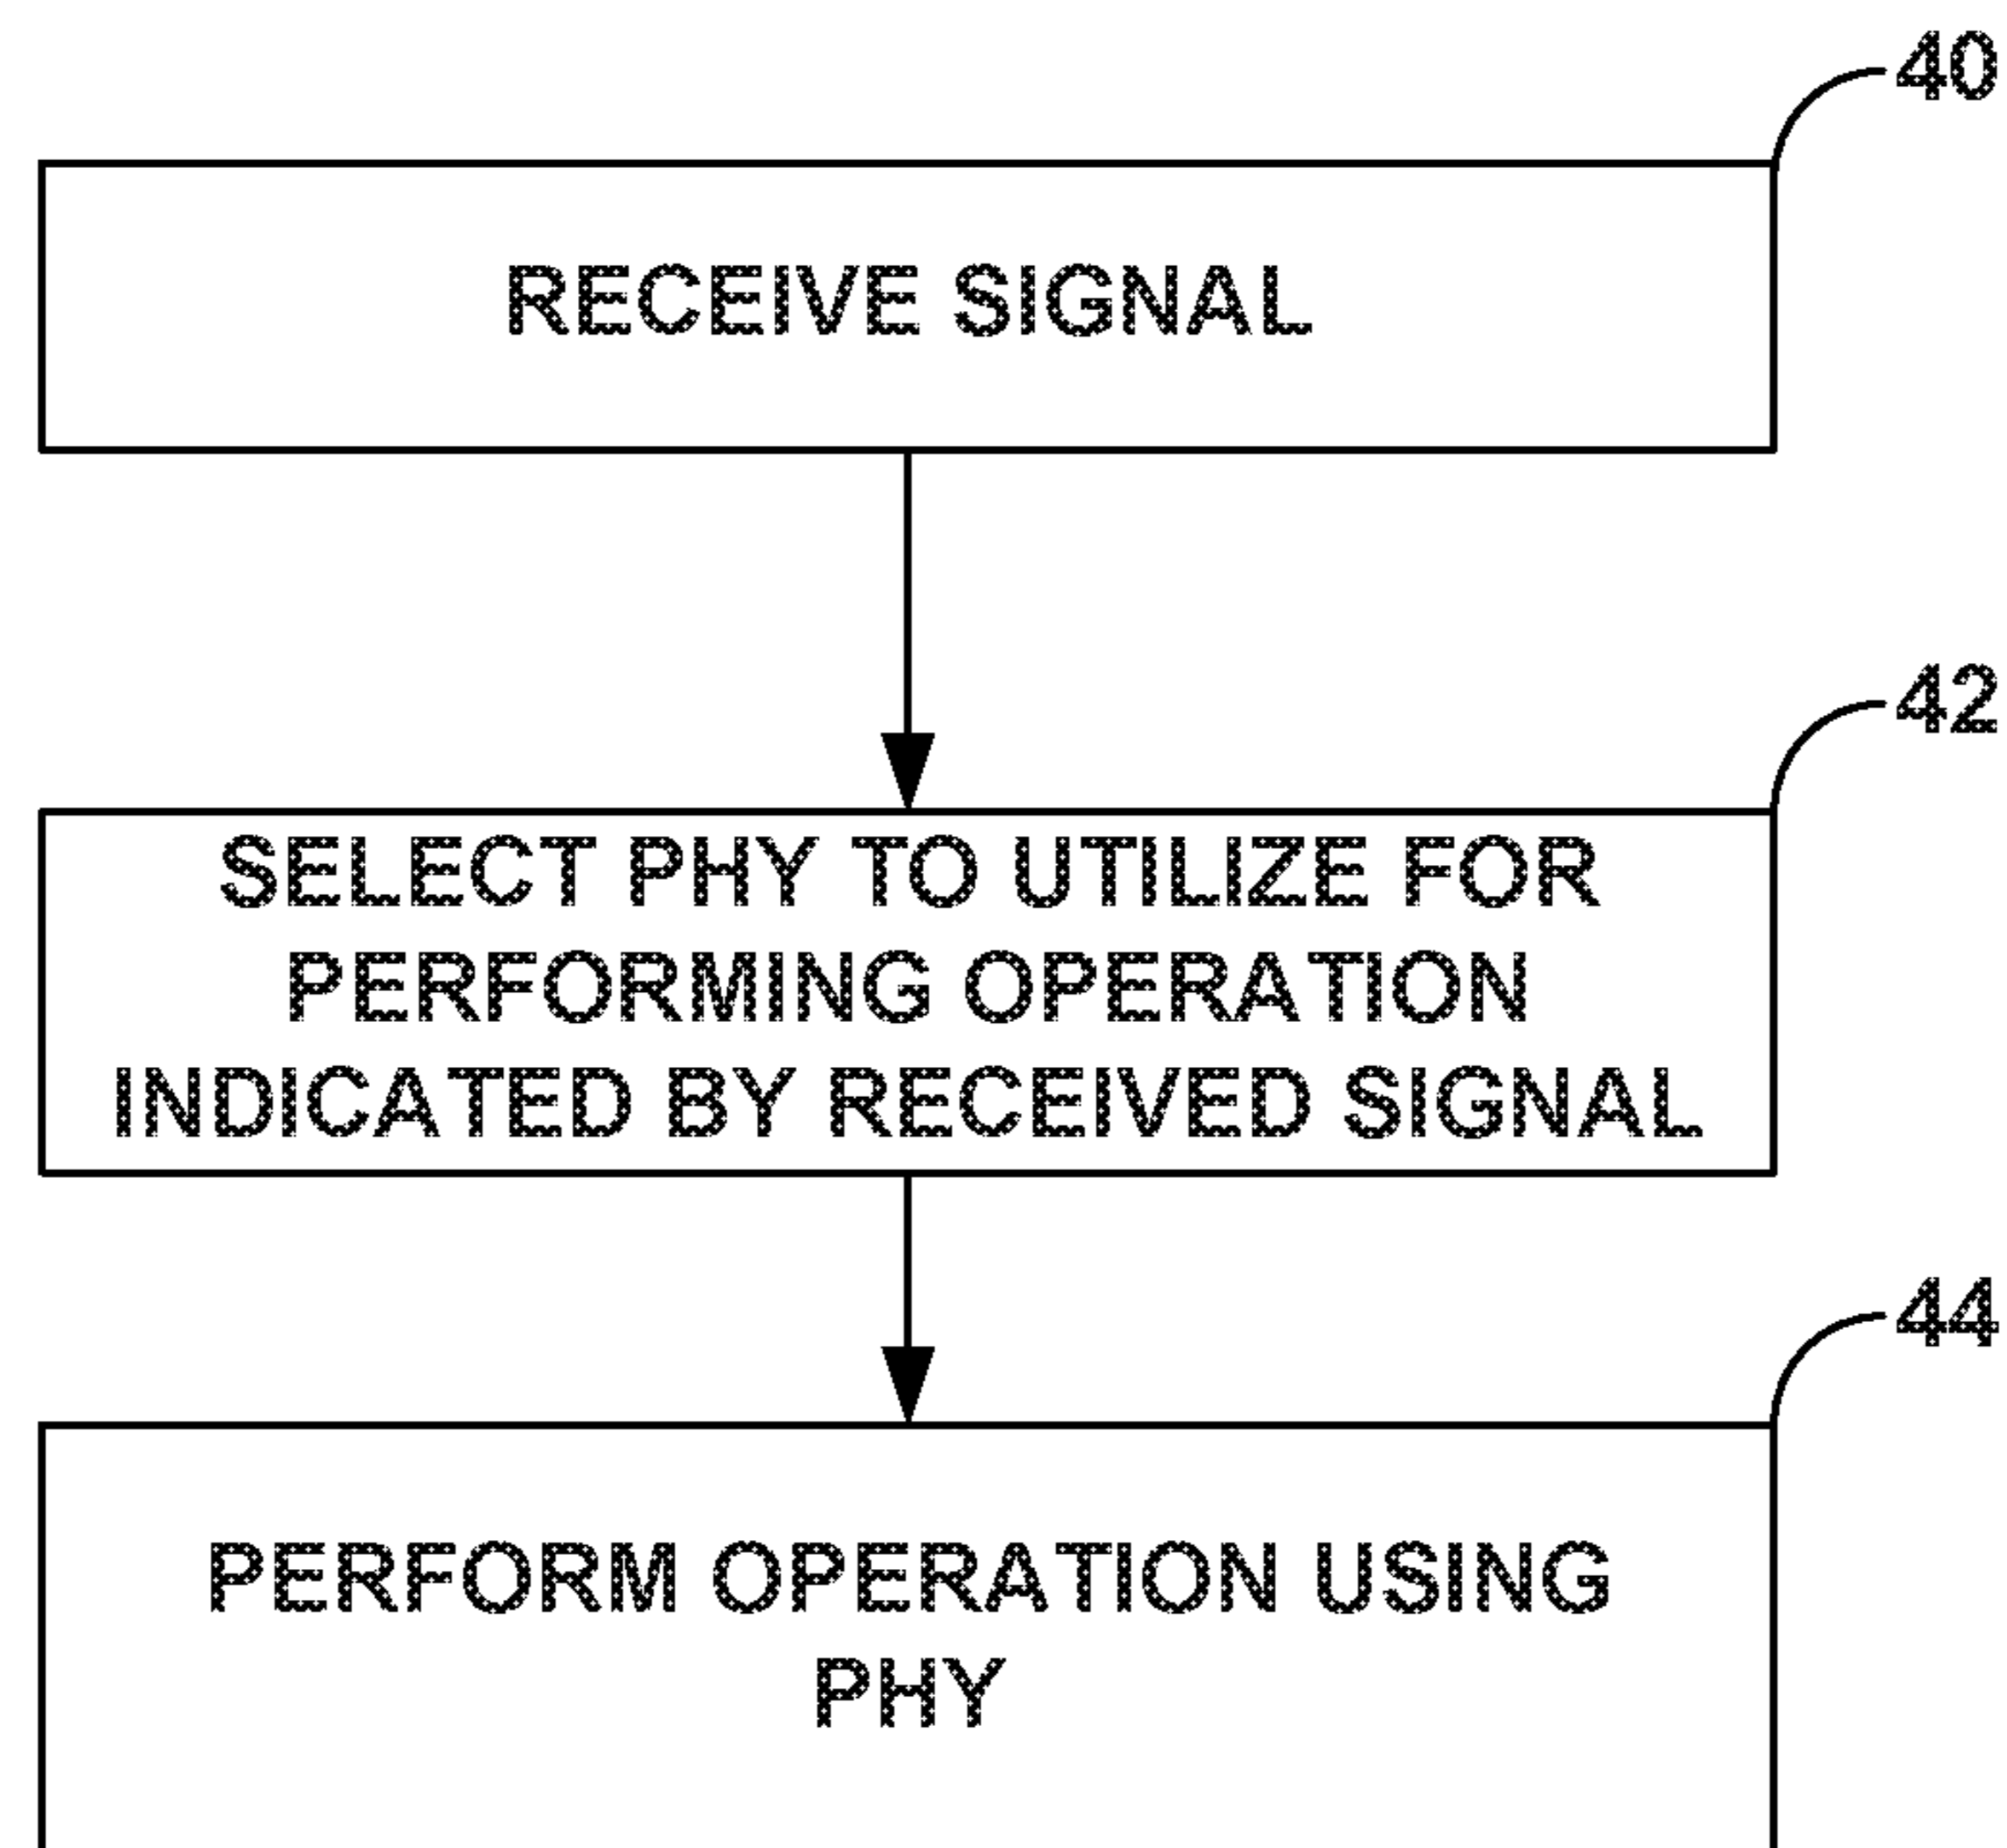 40
RECEIVE SIGNAL
42
SELECT PHY TO UTILIZE FOR
PERFORMING OPERATION
INDICATED BY RECEIVED SIGNAL
44
PERFORM OPERATION USING
PHY